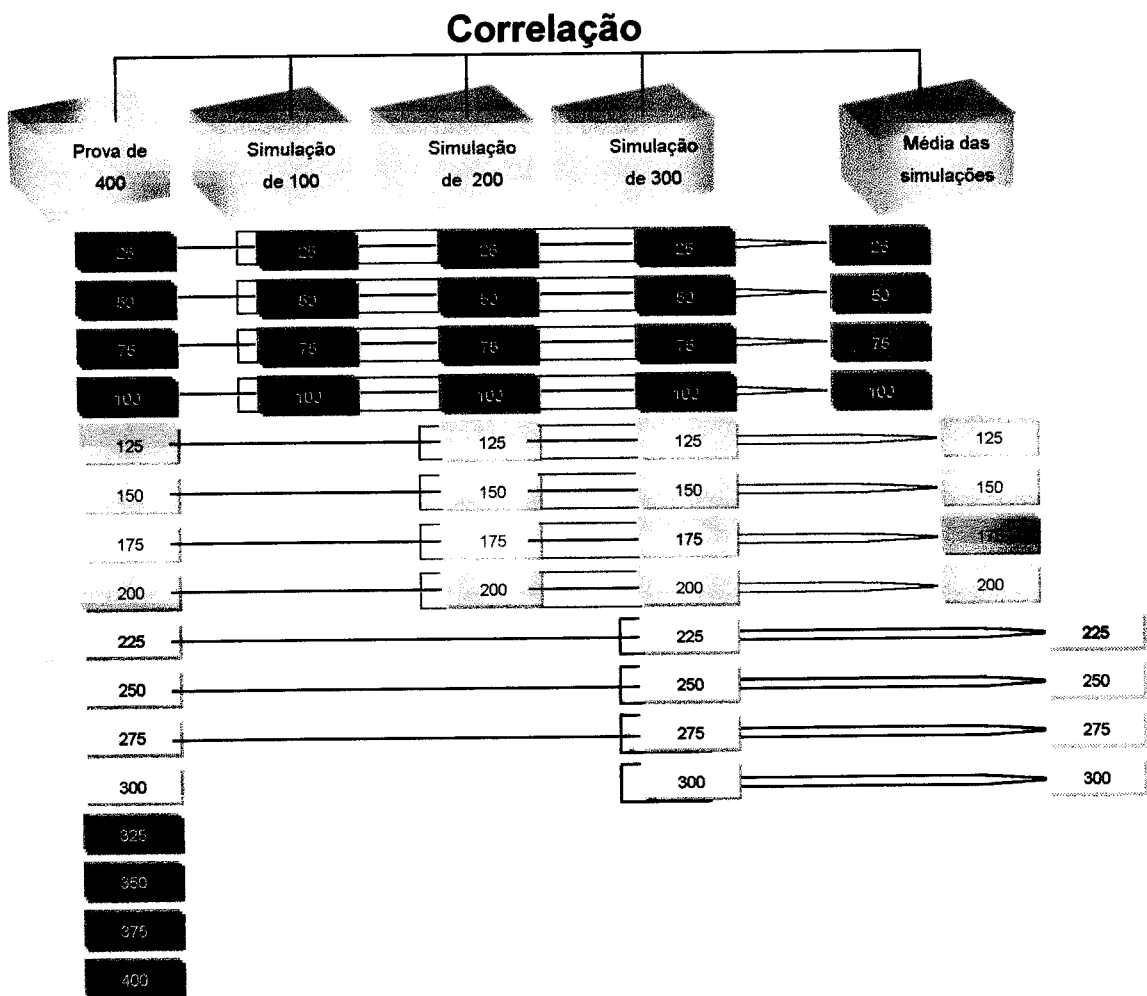 Correlação
Prova de
400
Simulação
de 100
Simulação
de 200
Simulação
de 300
Média das
simulações
25 25 25 25 25
50 50 50 50 50
75 75 75 75 75
100 100 100 100 100
125 125 125 125
150 150 150 150
175 175 175 175
200 200 200 200
225 225 225
250 250 250
275 275 275
300 300 300
325
350
375
400